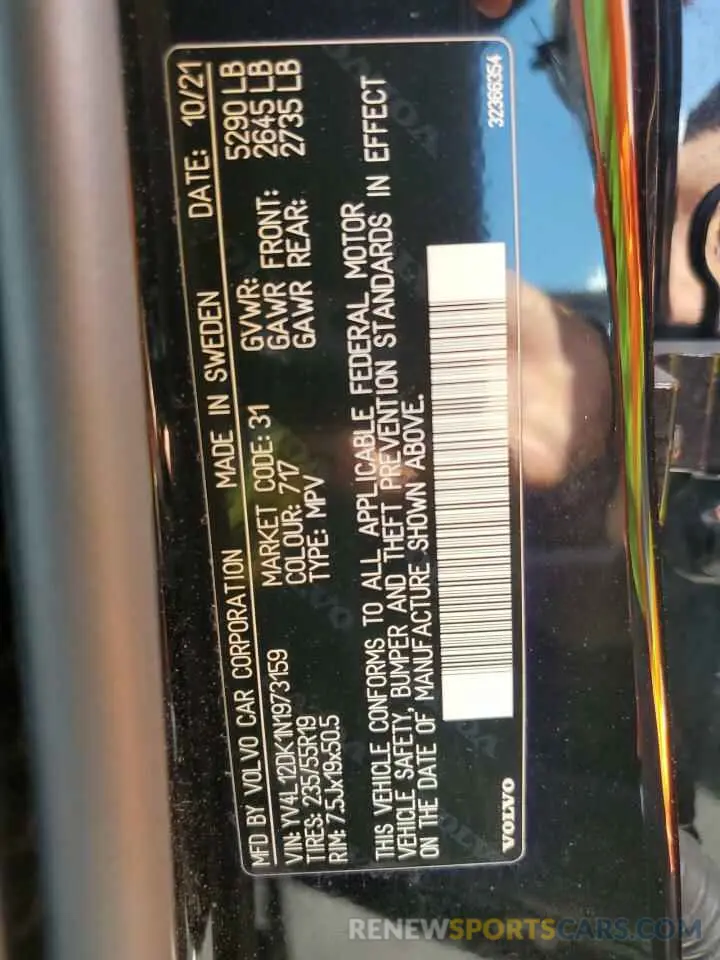 MFD BY VOLVO CAR CORPORATION MADE IN SWEDEN DATE: 10/21
VIN: YV4L12DK1N1973159 GVWR: 5290 LB
TIRES: 235/55R19 MARKET CODE: 31 GAWR FRONT: 2645 LB
RIM: 7.5Jx19x50.5 COLOUR: 717 GAWR REAR: 2735 LB
TYPE: MPV
THIS VEHICLE CONFORMS TO ALL APPLICABLE FEDERAL MOTOR
VEHICLE SAFETY, BUMPER AND THEFT PREVENTION STANDARDS IN EFFECT
ON THE DATE OF MANUFACTURE SHOWN ABOVE.
VOLVO 32366354
RENEWSPORTSCARS.COM